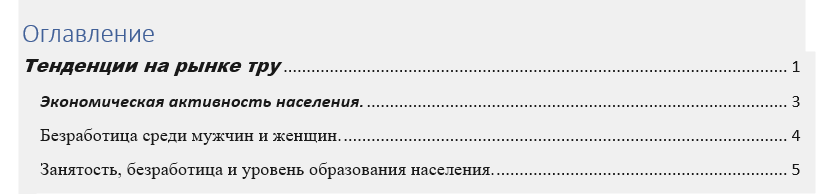 Оглавление
Тенденции на рынке тру 1
Экономическая активность населения. 3
Безработица среди мужчин и женщин. 4
Занятость, безработица и уровень образования населения. 5